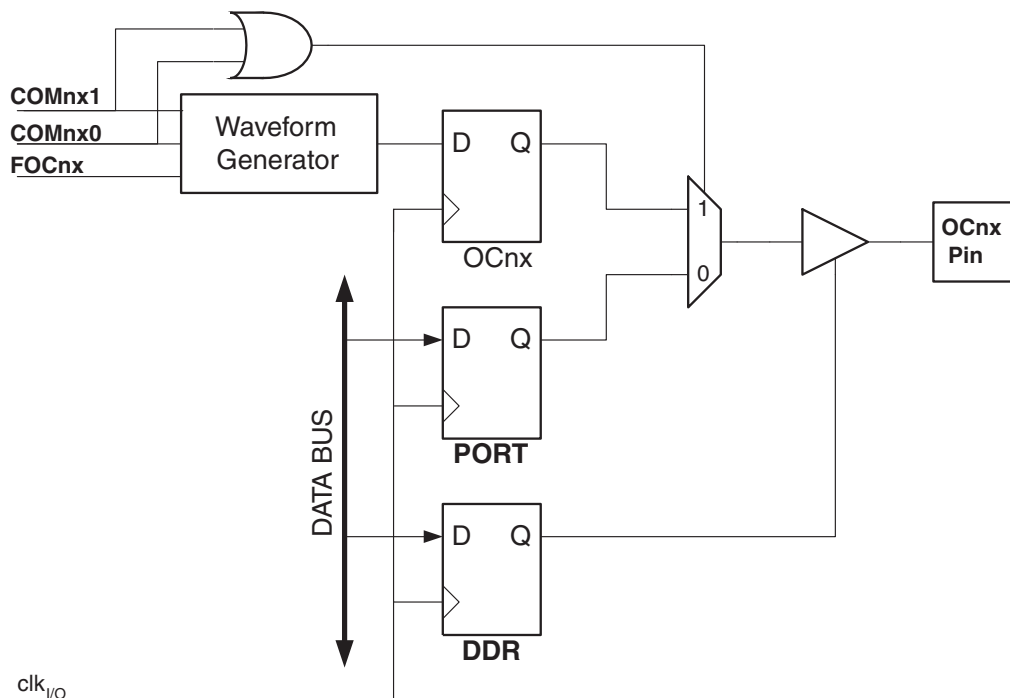 COMnx1
COMnx0
FOCnx
Waveform
Generator
D Q
OCnx
1
0
OCnx
Pin
D Q
PORT
D Q
DDR
DATA BUS
clkI/O